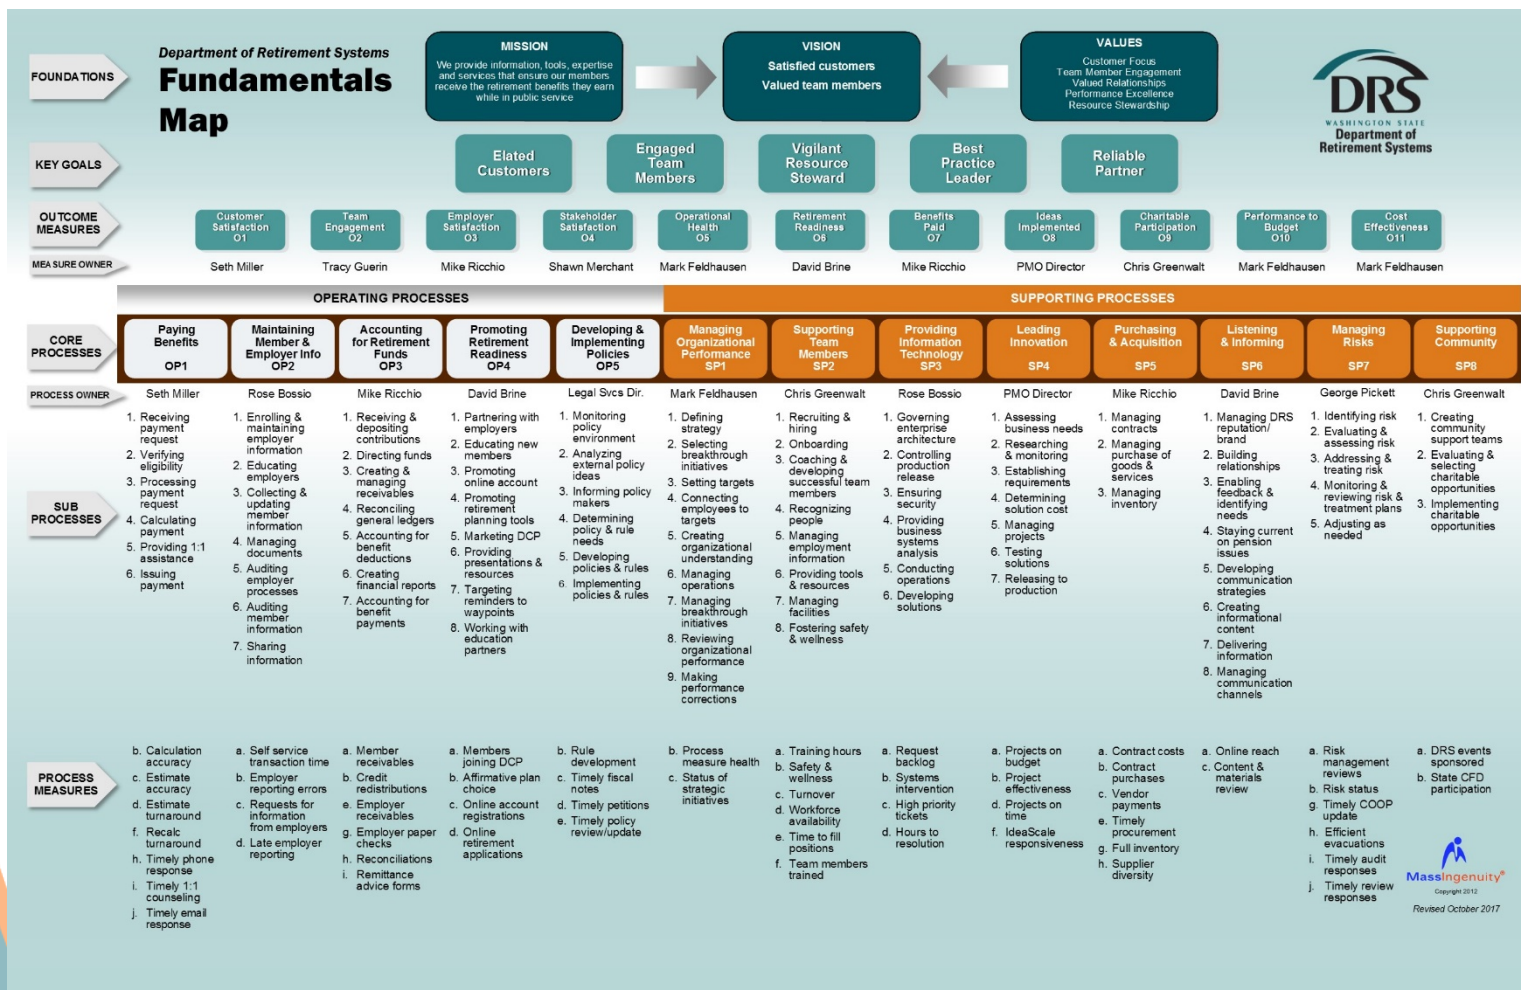 Department of Retirement Systems
Fundamentals
Map
FOUNDATIONS
MISSION
We provide information, tools, expertise
and services that ensure our members
receive the retirement benefits they earn
while in public service
VISION
Satisfied customers
Valued team members
VALUES
Customer Focus
Team Member Engagement
Valued Relationships
Performance Excellence
Resource Stewardship
DRS
WASHINGTON STATE
Department of
Retirement Systems
KEY GOALS
Elated
Customers
Engaged
Team
Members
Vigilant
Resource
Steward
Best
Practice
Leader
Reliable
Partner
OUTCOME
MEASURES
Customer
Satisfaction
O1
Team
Engagement
O2
Employer
Satisfaction
O3
Stakeholder
Satisfaction
O4
Operational
Health
O5
Retirement
Readiness
O6
Benefits
Paid
O7
Ideas
Implemented
O8
Charitable
Participation
O9
Performance to
Budget
O10
Cost
Effectiveness
O11
MEASURE OWNER
Seth Miller
Tracy Guerin
Mike Ricchio
Shawn Merchant
Mark Feldhausen
David Brine
Mike Ricchio
PMO Director
Chris Greenwalt
Mark Feldhausen
Mark Feldhausen
OPERATING PROCESSES
SUPPORTING PROCESSES
CORE
PROCESSES
Paying
Benefits
OP1
Maintaining
Member &
Employer Info
OP2
Accounting
for Retirement
Funds
OP3
Promoting
Retirement
Readiness
OP4
Developing &
Implementing
Policies
OP5
Managing
Organizational
Performance
SP1
Supporting
Team
Members
SP2
Providing
Information
Technology
SP3
Leading
Innovation
SP4
Purchasing
& Acquisition
SP5
Listening
& Informing
SP6
Managing
Risks
SP7
Supporting
Community
SP8
PROCESS OWNER
Seth Miller
Rose Bossio
Mike Ricchio
David Brine
Legal Svcs Dir.
Mark Feldhausen
Chris Greenwalt
Rose Bossio
PMO Director
Mike Ricchio
David Brine
George Pickett
Chris Greenwalt
SUB
PROCESSES
1. Receiving
payment
request
2. Verifying
eligibility
3. Processing
payment
request
4. Calculating
payment
5. Providing 1:1
assistance
6. Issuing
payment
1. Enrolling &
maintaining
employer
information
2. Educating
employers
3. Collecting &
updating
member
information
4. Managing
documents
5. Auditing
employer
processes
6. Auditing
member
information
7. Sharing
information
1. Receiving &
depositing
contributions
2. Directing funds
3. Creating &
managing
receivables
4. Reconciling
general ledgers
5. Accounting for
benefit
deductions
6. Creating
financial reports
7. Accounting for
benefit
payments
1. Partnering with
employers
2. Educating new
members
3. Promoting
online account
4. Promoting
retirement
planning tools
5. Marketing DCP
6. Providing
presentations &
resources
7. Targeting
reminders to
waypoints
8. Working with
education
partners
1. Monitoring
policy
environment
2. Analyzing
external policy
ideas
3. Informing policy
makers
4. Determining
policy & rule
needs
5. Developing
policies & rules
6. Implementing
policies & rules
1. Defining
strategy
2. Selecting
breakthrough
initiatives
3. Setting targets
4. Connecting
employees to
targets
5. Creating
organizational
understanding
6. Managing
operations
7. Managing
breakthrough
initiatives
8. Reviewing
organizational
performance
9. Making
performance
corrections
1. Recruiting &
hiring
2. Onboarding
3. Coaching &
developing
successful team
members
4. Recognizing
people
5. Managing
employment
information
6. Providing tools
& resources
7. Managing
facilities
8. Fostering safety
& wellness
1. Governing
enterprise
architecture
2. Controlling
production
release
3. Ensuring
security
4. Providing
business
systems
analysis
5. Conducting
operations
6. Developing
solutions
1. Assessing
business needs
2. Researching
& monitoring
3. Establishing
requirements
4. Determining
solution cost
5. Managing
projects
6. Testing
solutions
7. Releasing to
production
1. Managing
contracts
2. Managing
purchase of
goods &
services
3. Managing
inventory
1. Managing DRS
reputation/
brand
2. Building
relationships
3. Enabling
feedback &
identifying
needs
4. Staying current
on pension
issues
5. Developing
communication
strategies
6. Creating
informational
content
7. Delivering
information
8. Managing
communication
channels
1. Identifying risk
2. Evaluating &
assessing risk
3. Addressing &
treating risk
4. Monitoring &
reviewing risk &
treatment plans
5. Adjusting as
needed
1. Creating
community
support teams
2. Evaluating &
selecting
charitable
opportunities
3. Implementing
charitable
opportunities
PROCESS
MEASURES
b. Calculation
accuracy
c. Estimate
accuracy
d. Estimate
turnaround
f. Recalc
turnaround
h. Timely phone
response
i. Timely 1:1
counseling
j. Timely email
response
a. Self service
transaction time
b. Employer
reporting errors
c. Requests for
information
from employers
d. Late employer
reporting
a. Member
receivables
b. Credit
redistributions
e. Employer
receivables
g. Employer paper
checks
h. Reconciliations
i. Remittance
advice forms
a. Members
joining DCP
b. Affirmative plan
choice
c. Online account
registrations
d. Online
retirement
applications
b. Rule
development
c. Timely fiscal
notes
d. Timely petitions
e. Timely policy
review/update
b. Process
measure health
c. Status of
strategic
initiatives
a. Training hours
b. Safety &
wellness
c. Turnover
d. Workforce
availability
e. Time to fill
positions
f. Team members
trained
a. Request
backlog
b. Systems
intervention
c. High priority
tickets
d. Hours to
resolution
a. Projects on
budget
b. Project
effectiveness
d. Projects on
time
f. IdeaScale
responsiveness
a. Contract costs
b. Contract
purchases
c. Vendor
payments
e. Timely
procurement
g. Full inventory
h. Supplier
diversity
a. Online reach
c. Content &
materials
review
a. Risk
management
reviews
b. Risk status
g. Timely COOP
update
h. Efficient
evacuations
i. Timely audit
responses
j. Timely review
responses
a. DRS events
sponsored
b. State CFD
participation
MassIngenuity®
Copyright 2012
Revised October 2017